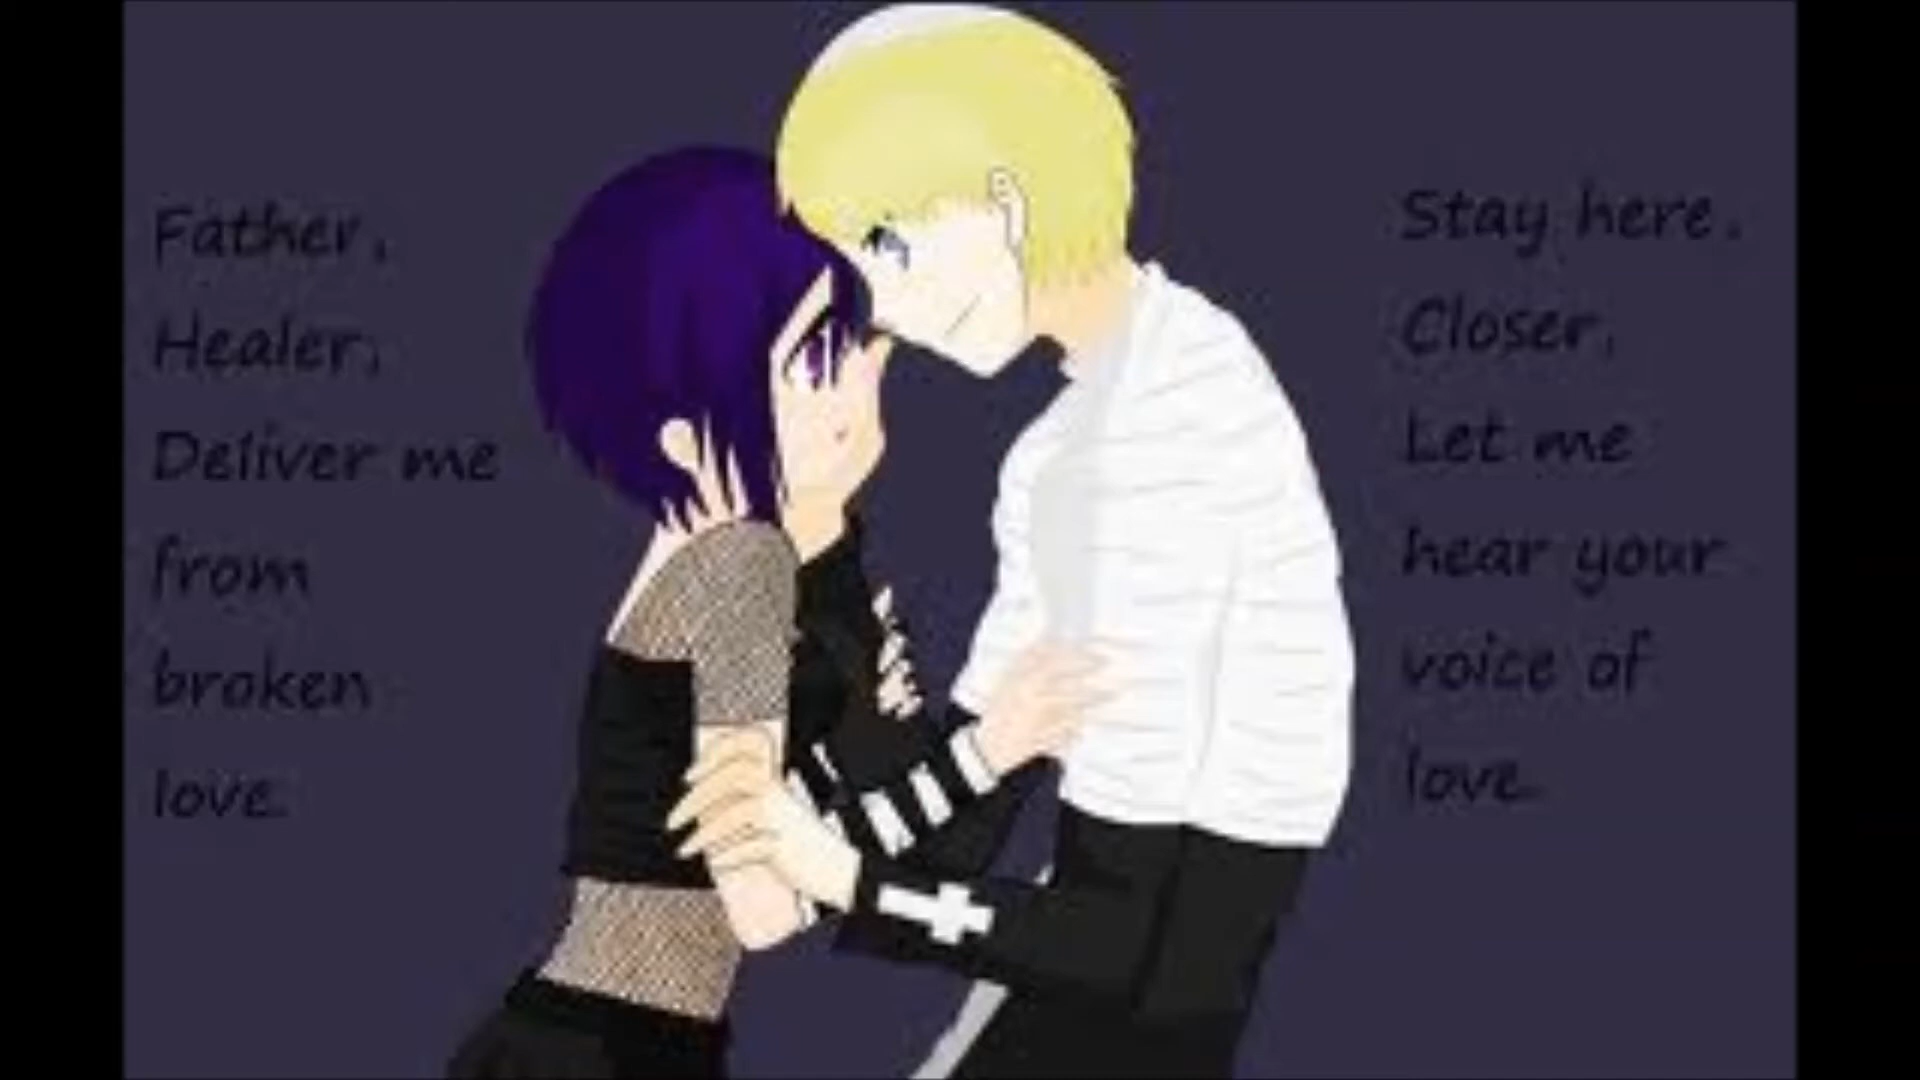 Father,
Healer,
Deliver me
from
broken
love.
Stay here.
Closer,
Let me
hear your
voice of
love.